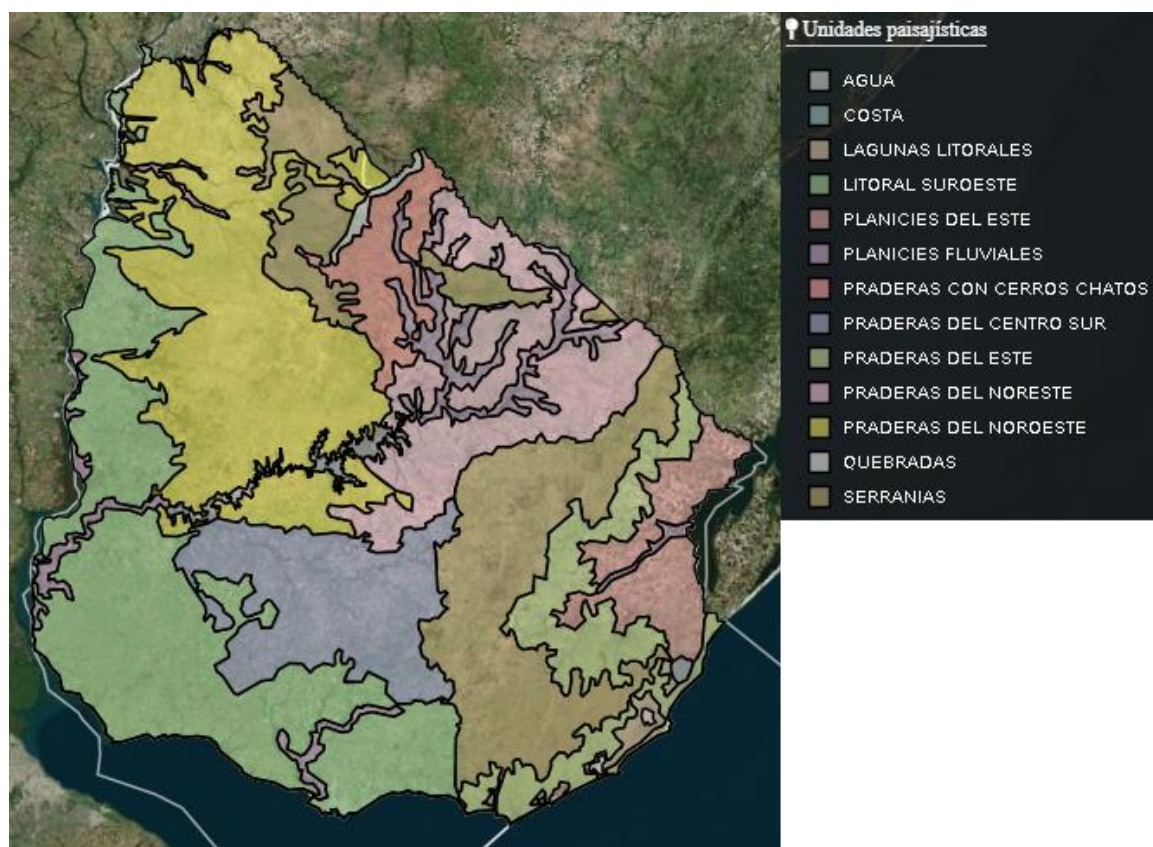 Unidades paisajísticas
AGUA
COSTA
LAGUNAS LITORALES
LITORAL SUROESTE
PLANICIES DEL ESTE
PLANICIES FLUVIALES
PRADERAS CON CERROS CHATOS
PRADERAS DEL CENTRO SUR
PRADERAS DEL ESTE
PRADERAS DEL NORESTE
PRADERAS DEL NOROESTE
QUEBRADAS
SERRANIAS